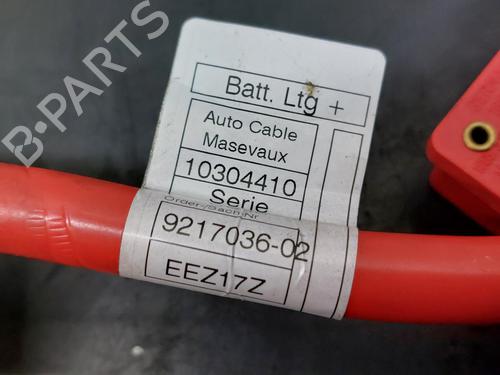 B-PARTS
Batt. Ltg +
Auto Cable
Masevaux
10304410
Serie
Order-/Sach-Nr
9217036-02
EEZ17Z